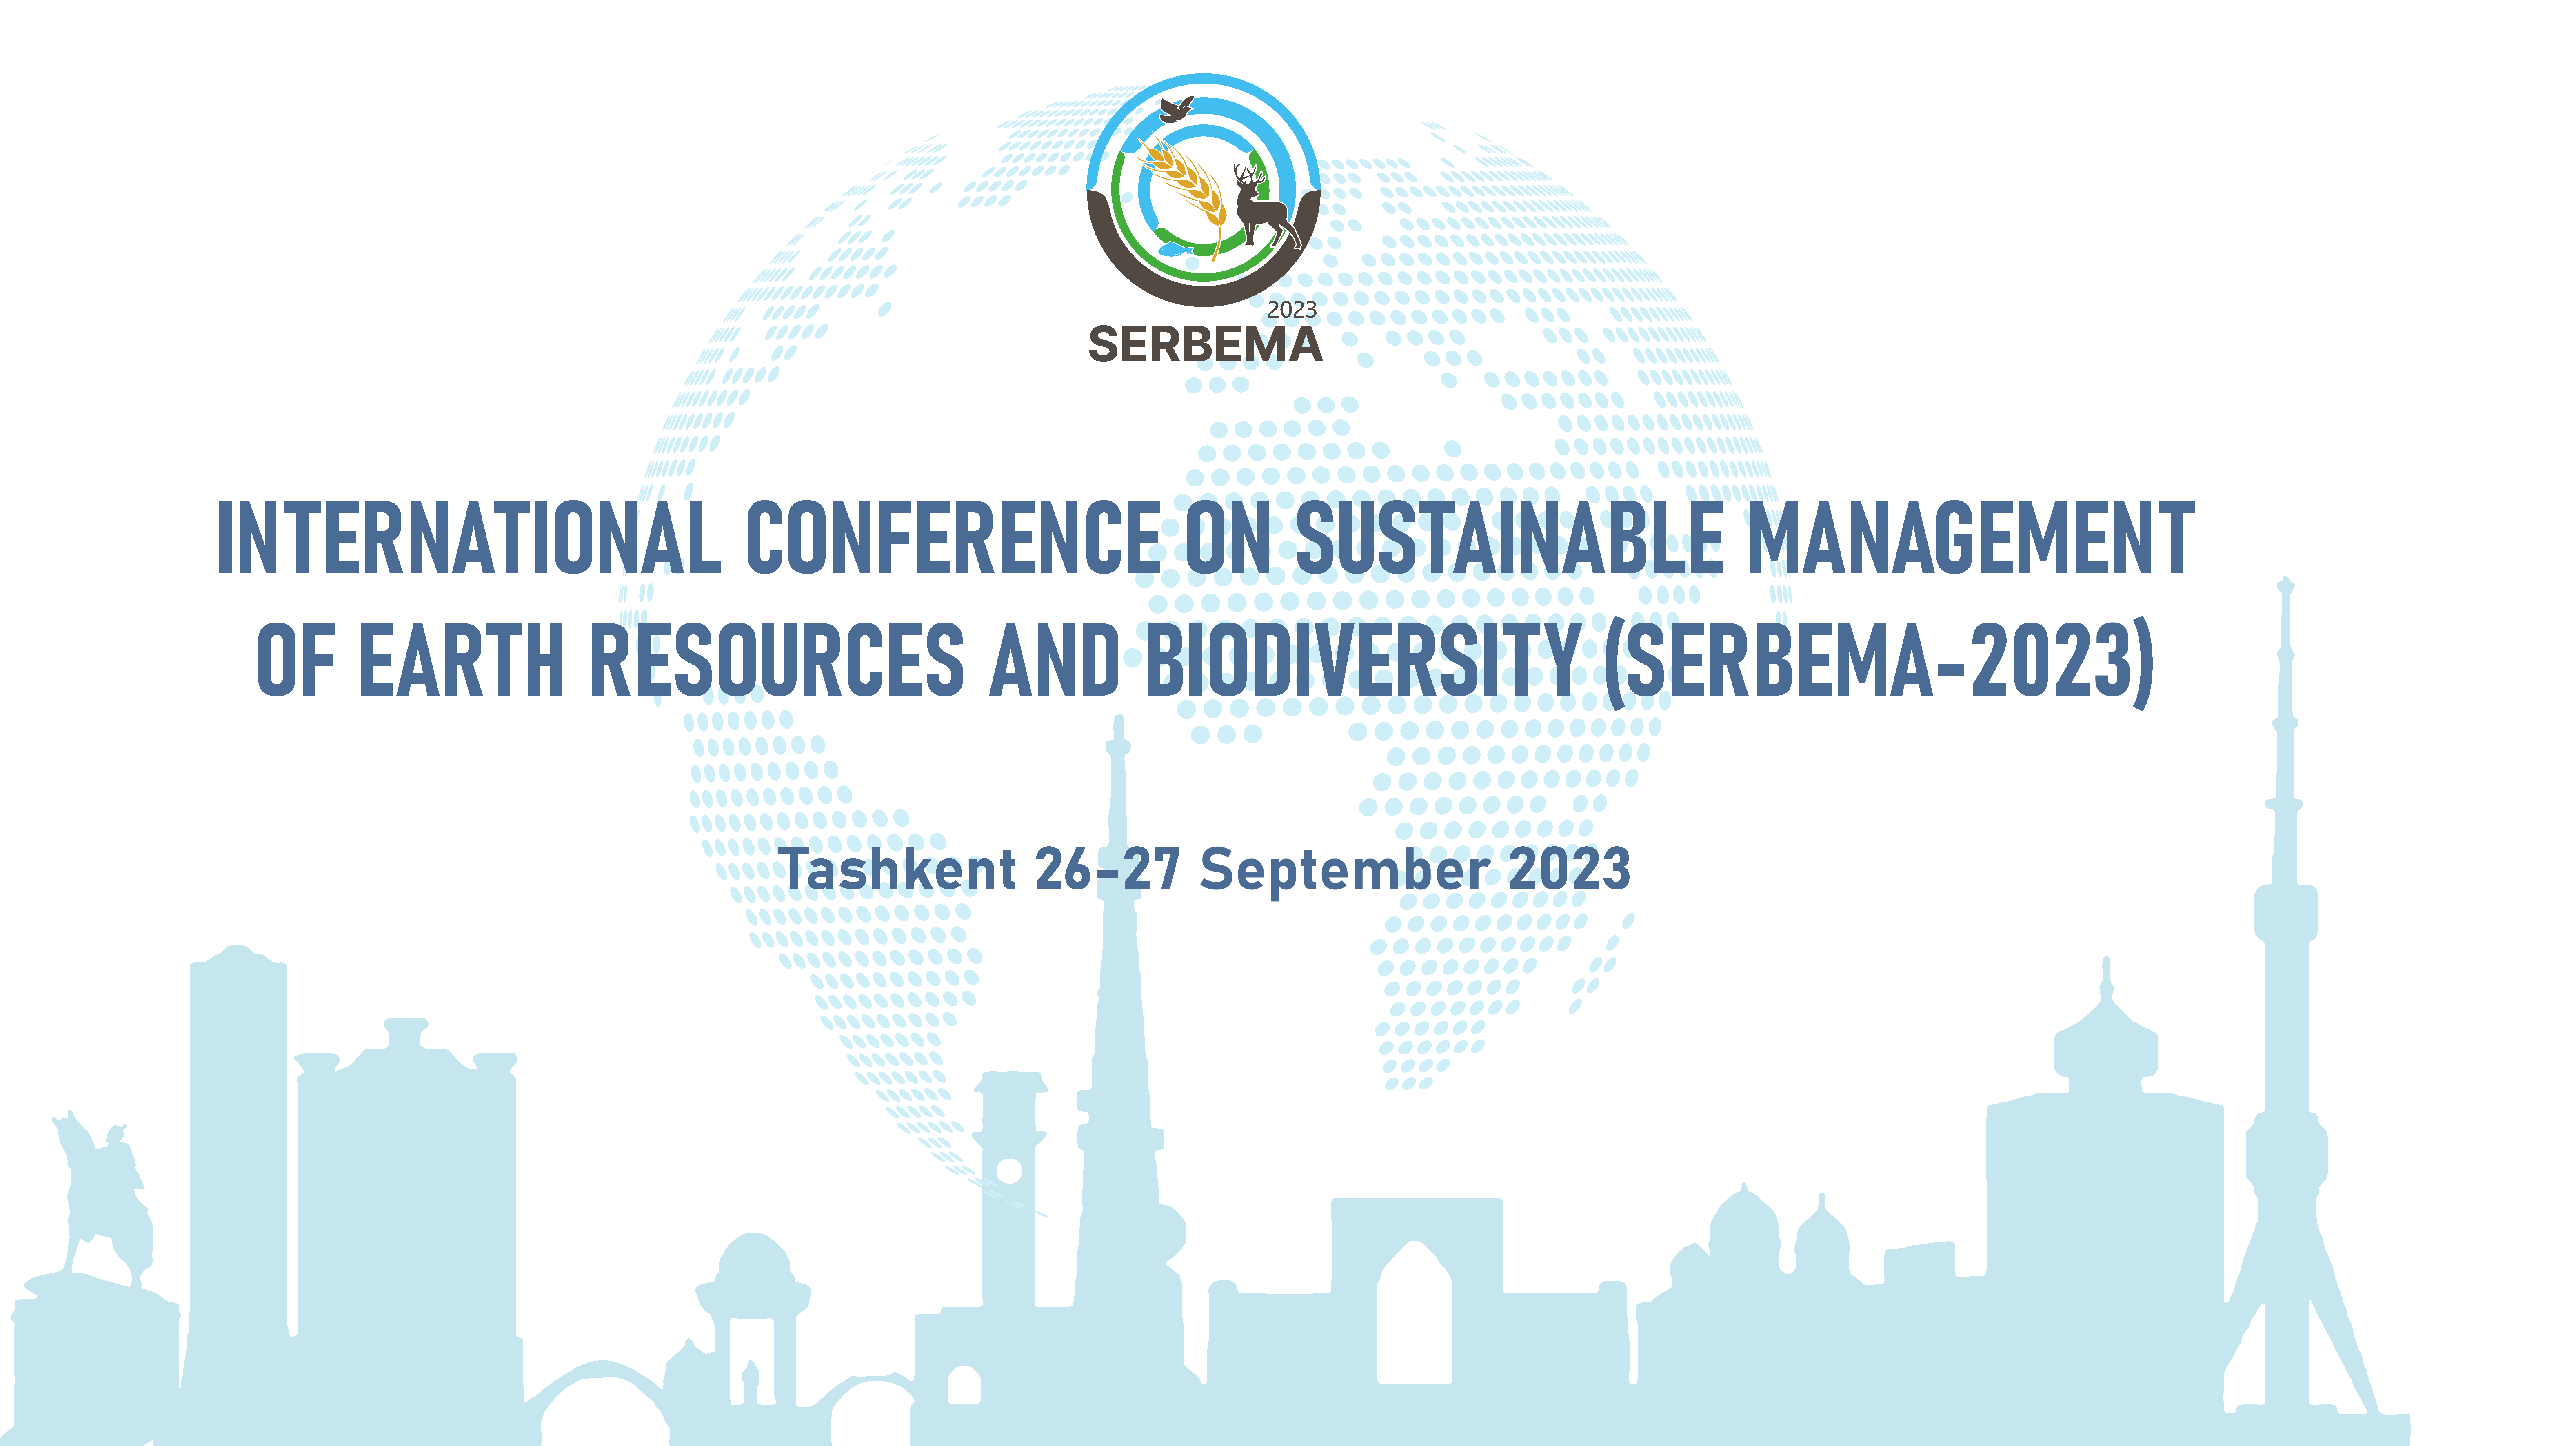 2023
SERBEMA
INTERNATIONAL CONFERENCE ON SUSTAINABLE MANAGEMENT
OF EARTH RESOURCES AND BIODIVERSITY (SERBEMA-2023)
Tashkent 26-27 September 2023